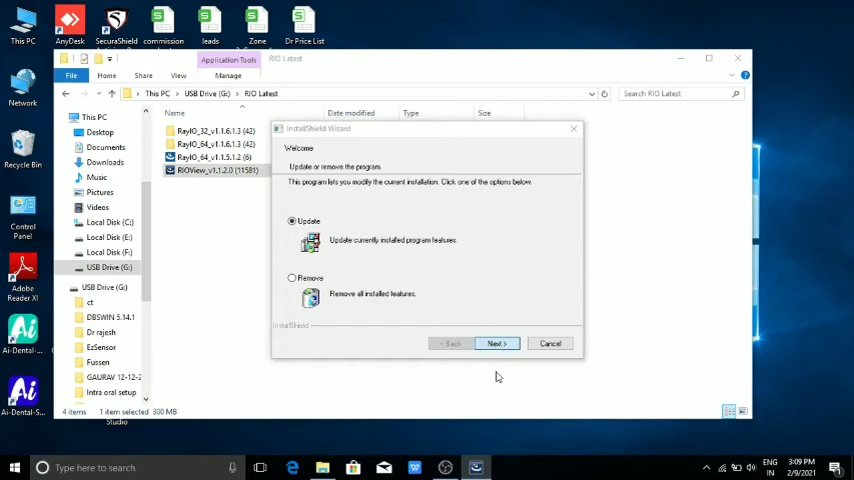 This PC
AnyDesk
SecuraShield
commission
leads
Zone
Dr Price List
Application Tools
RIO Latest
File
Home
Share
View
Manage
This PC
USB Drive (G:)
RIO Latest
Search RIO Latest
Name
Date modified
Type
Size
Network
Recycle Bin
Control
Panel
Adobe
Reader XI
Ai-Dental-...
Ai-Dental-S...
This PC
Desktop
Documents
Downloads
Music
Pictures
Videos
Local Disk (C:)
Local Disk (E:)
Local Disk (F:)
USB Drive (G:)
USB Drive (G:)
ct
DBSWIN 5.14.1
Dr rajesh
EzSensor
Fussen
GAURAV 12-12-2
Intra oral setup
RayIO_32_v1.1.6.1.3 (42)
RayIO_64_v1.1.6.1.3 (42)
RayIO_64_v1.1.5.1.2 (6)
RIOView_v1.1.2.0 (11581)
InstallShield Wizard
Welcome
Update or remove the program.
This program lets you modify the current installation. Click one of the options below.
Update
Update currently installed program features.
Remove
Remove all installed features.
InstallShield
< Back
Next >
Cancel
4 items
1 item selected 300 MB
Studio
Type here to search
ENG
IN
3:09 PM
2/9/2021